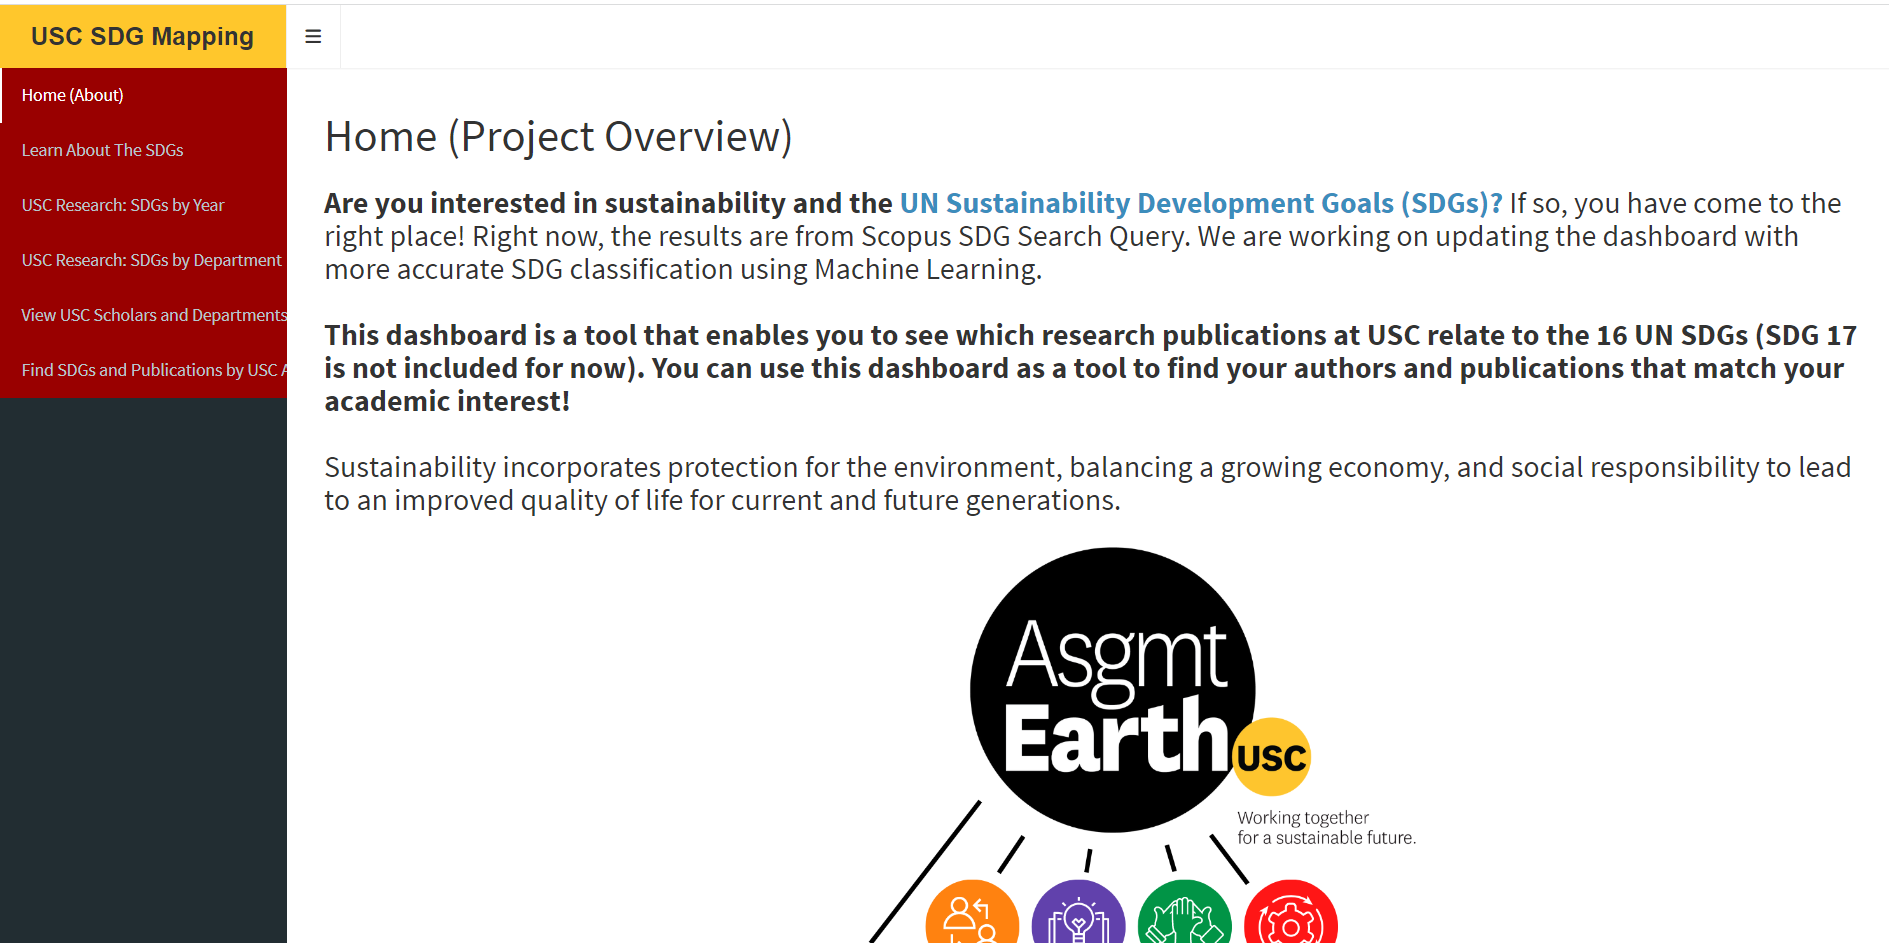 USC SDG Mapping
Home (About)
Learn About The SDGs
USC Research: SDGs by Year
USC Research: SDGs by Department
View USC Scholars and Departments
Find SDGs and Publications by USC A
Home (Project Overview)
Are you interested in sustainability and the UN Sustainability Development Goals (SDGs)? If so, you have come to the
right place! Right now, the results are from Scopus SDG Search Query. We are working on updating the dashboard with
more accurate SDG classification using Machine Learning.
This dashboard is a tool that enables you to see which research publications at USC relate to the 16 UN SDGs (SDG 17
is not included for now). You can use this dashboard as a tool to find your authors and publications that match your
academic interest!
Sustainability incorporates protection for the environment, balancing a growing economy, and social responsibility to lead
to an improved quality of life for current and future generations.
Asgmt
Earth
USC
Working together
for a sustainable future.